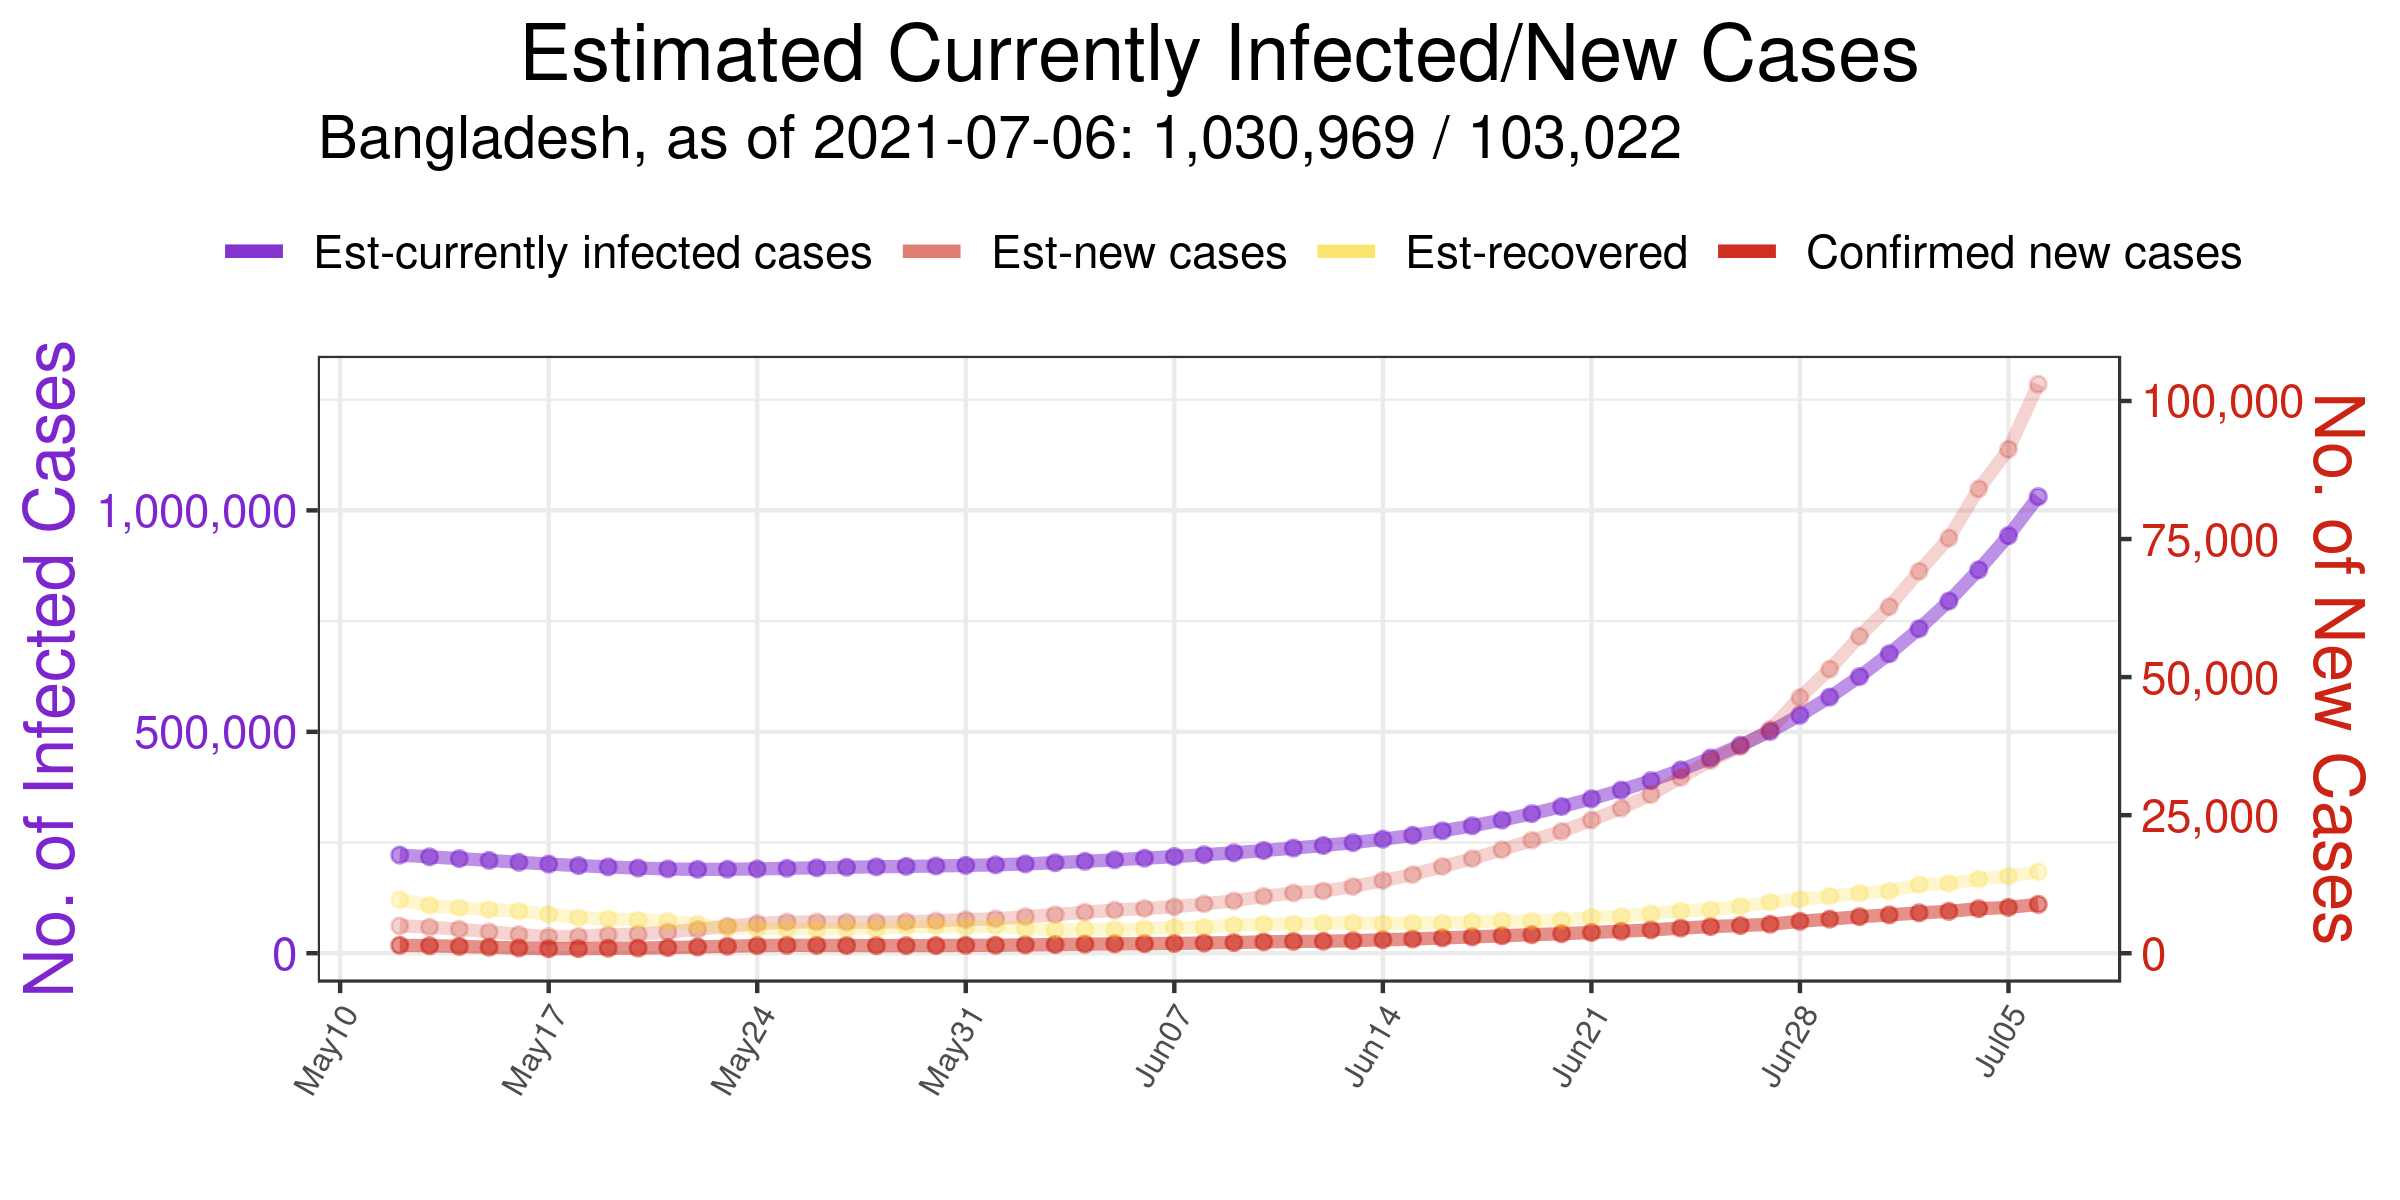 Estimated Currently Infected/New Cases
Bangladesh, as of 2021-07-06: 1,030,969 / 103,022
Est-currently infected cases Est-new cases Est-recovered Confirmed new cases
No. of Infected Cases
1,000,000
500,000
0
100,000
75,000
50,000
25,000
0
No. of New Cases
May10 May17 May24 May31 Jun07 Jun14 Jun21 Jun28 Jul05